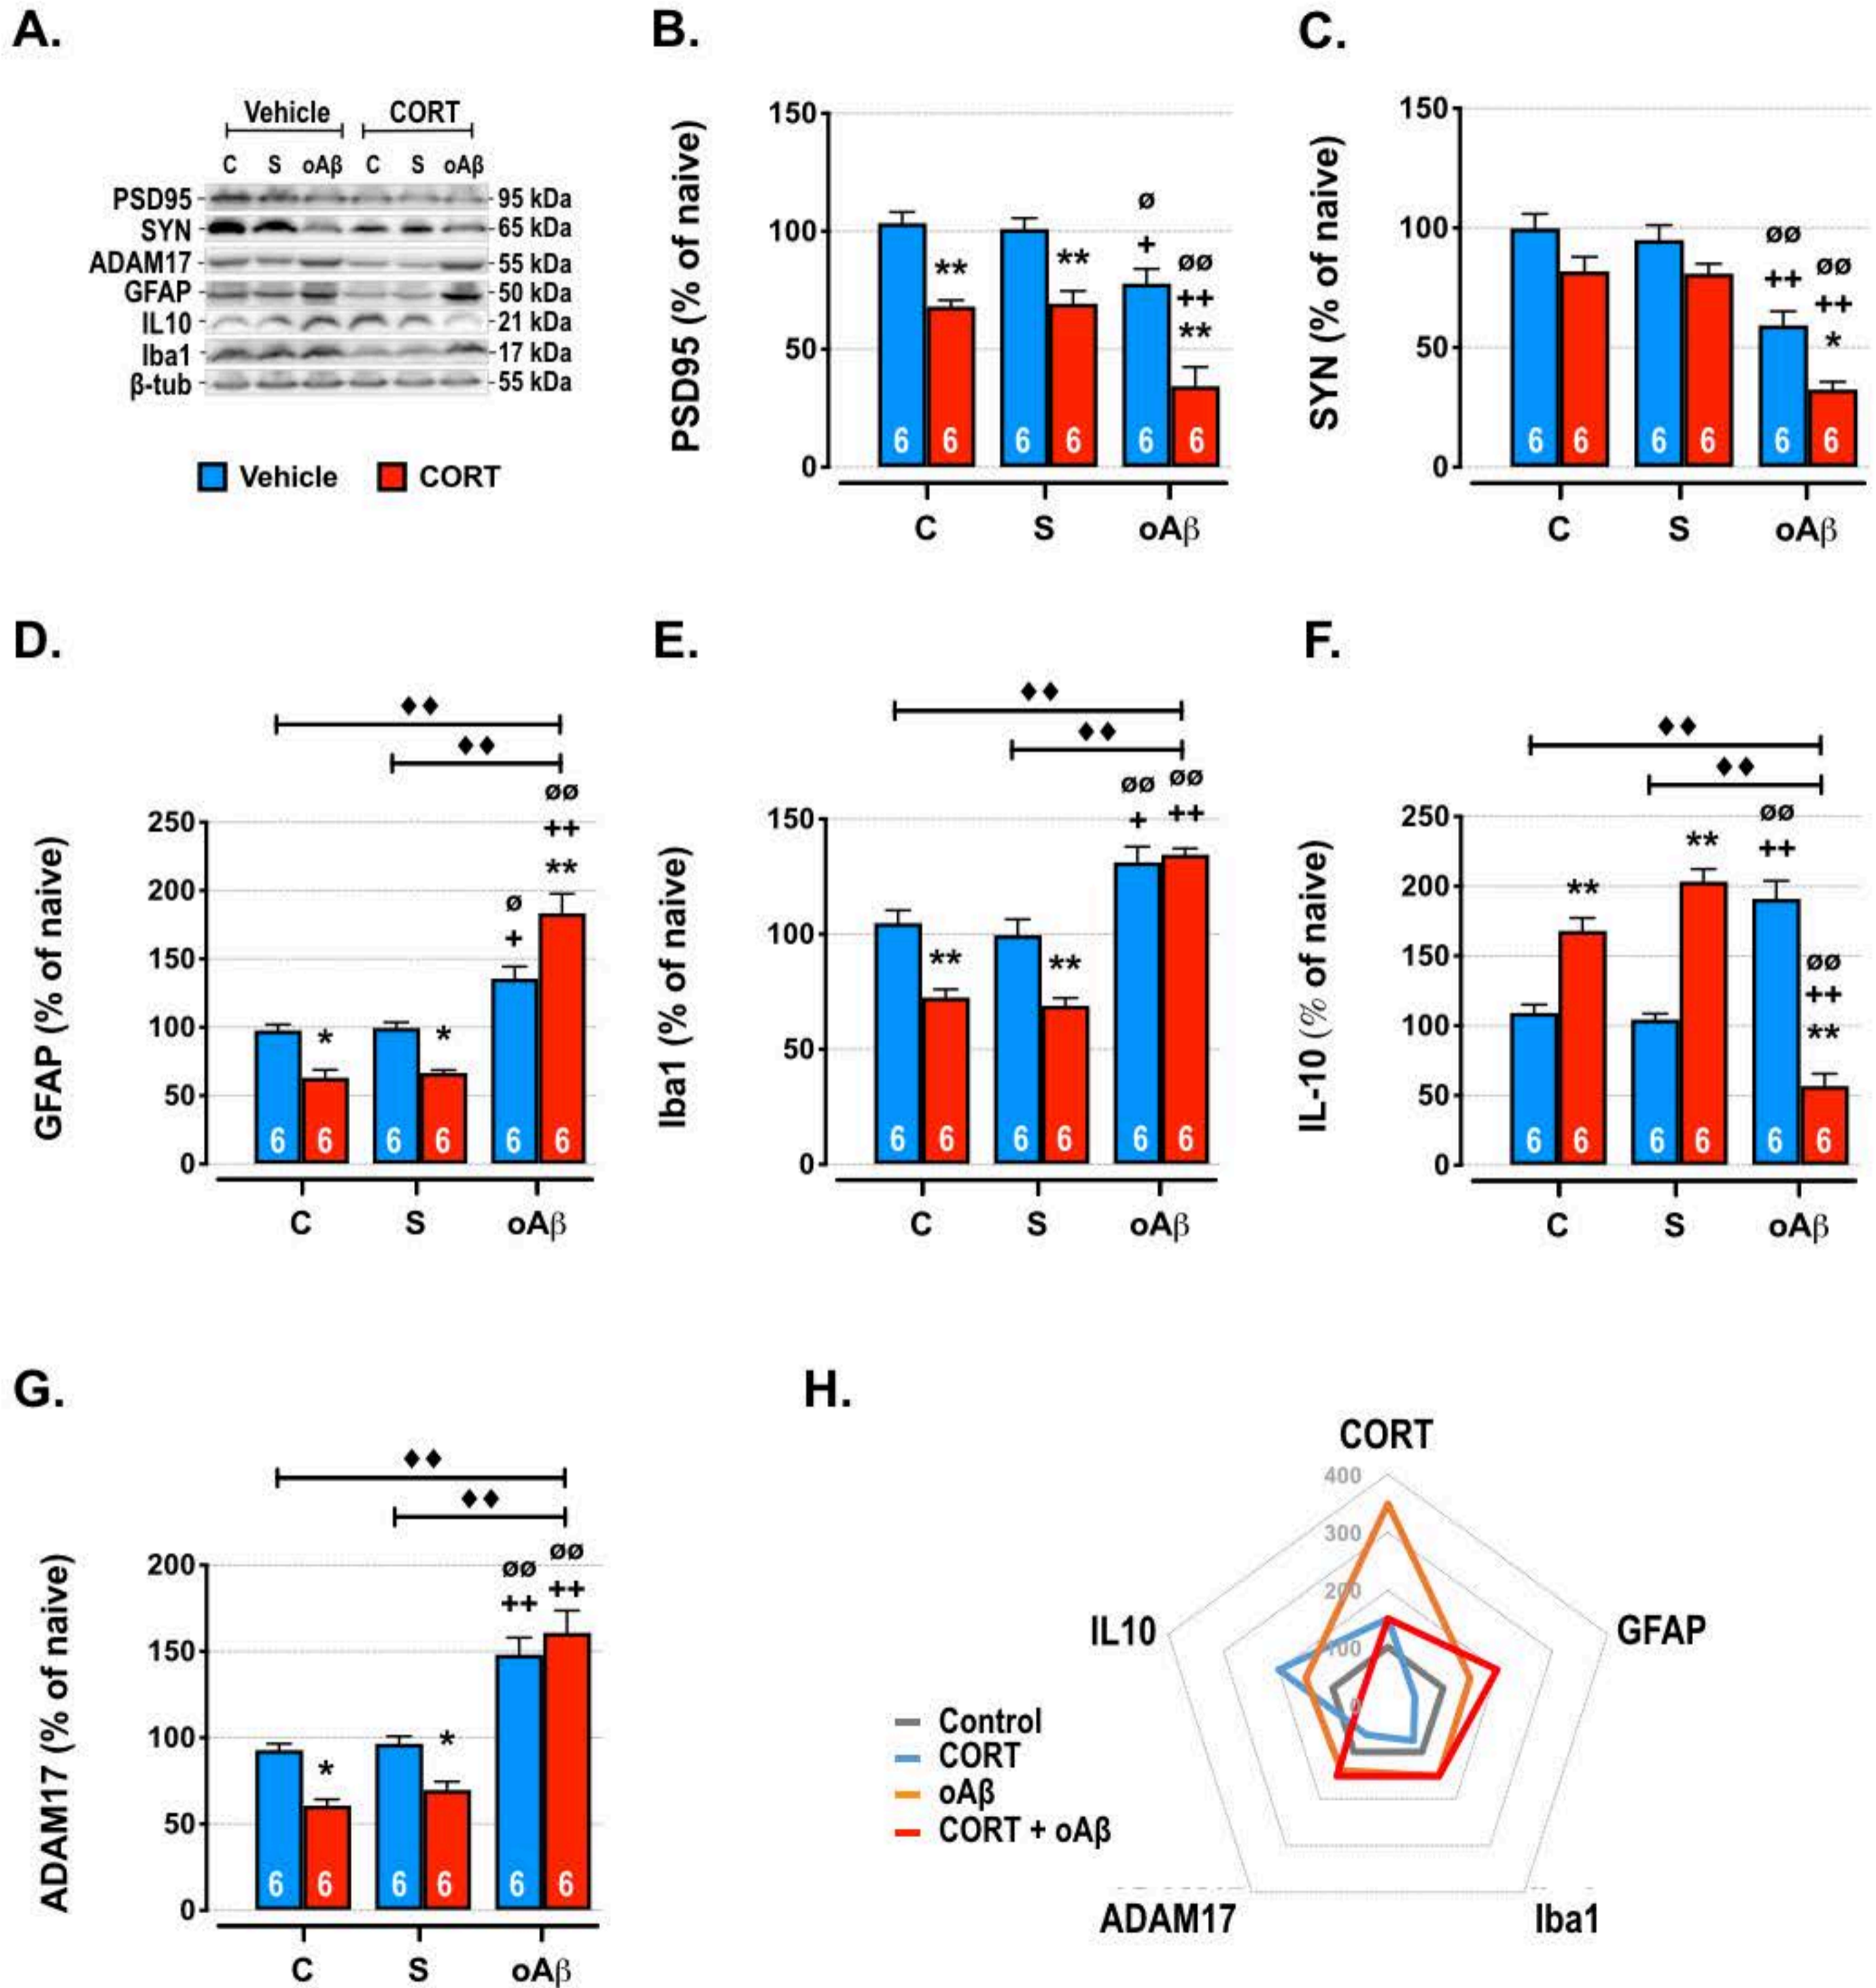 A.
Vehicle CORT
C S oAβ C S oAβ
PSD95 95 kDa
SYN 65 kDa
ADAM17 55 kDa
GFAP 50 kDa
IL10 21 kDa
Iba1 17 kDa
β-tub 55 kDa
Vehicle CORT
B.
PSD95 (% of naive)
150
100
50
0
** ** ø
+
øø
++
**
6 6 6 6 6 6
C S oAβ
C.
SYN (% of naive)
150
100
50
0
øø
++
øø
++
*
6 6 6 6 6 6
C S oAβ
D.
GFAP (% of naive)
♦♦
♦♦
250
200
150
100
50
0
* * ø
+
øø
++
**
6 6 6 6 6 6
C S oAβ
E.
Iba1 (% of naive)
♦♦
♦♦
150
100
50
0
** ** øø
+
øø
++
6 6 6 6 6 6
C S oAβ
F.
IL-10 (% of naive)
♦♦
♦♦
250
200
150
100
50
0
** ** øø
++
øø
++
**
6 6 6 6 6 6
C S oAβ
G.
ADAM17 (% of naive)
♦♦
♦♦
200
150
100
50
0
* * øø
++
øø
++
6 6 6 6 6 6
C S oAβ
H.
CORT
400
300
200
100
0
IL10 GFAP
ADAM17 Iba1
Control
CORT
oAβ
CORT + oAβ